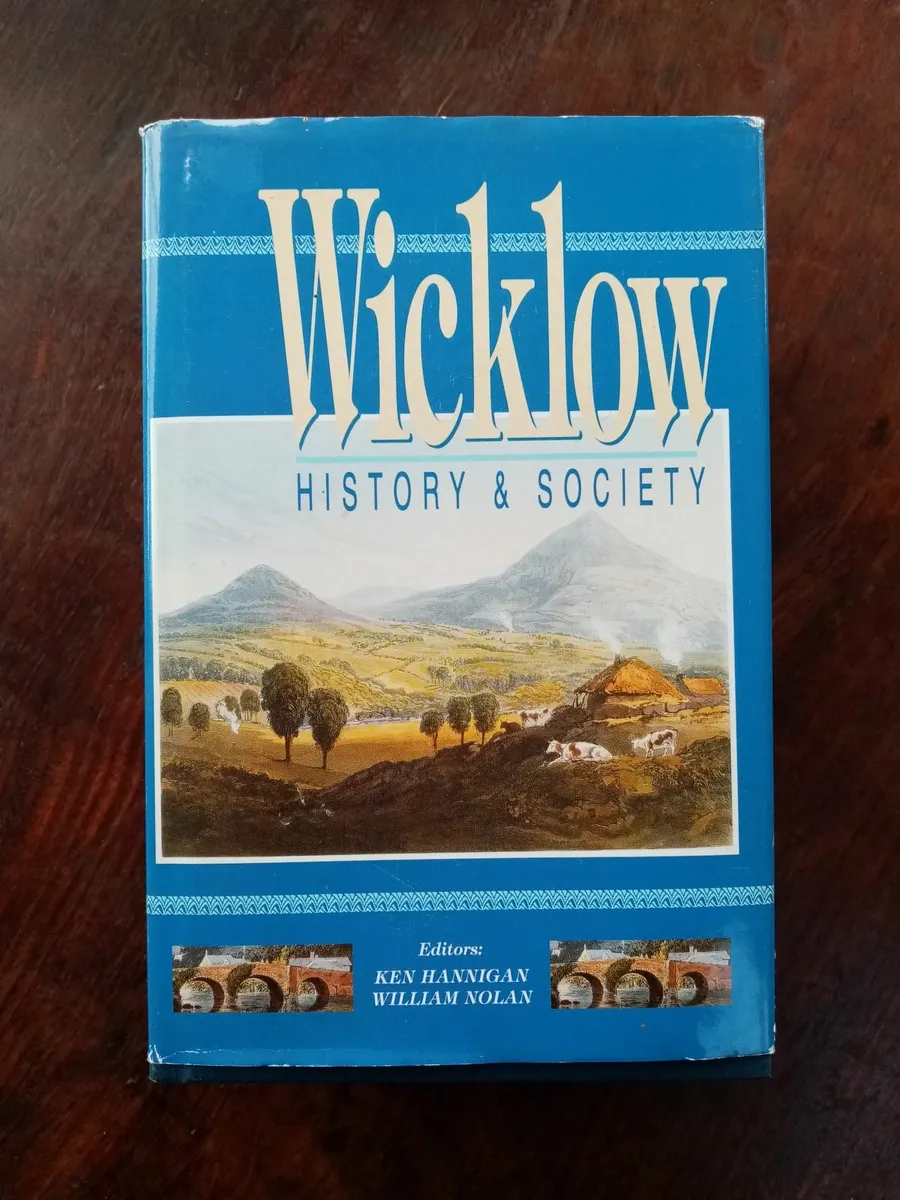 Wicklow
HISTORY & SOCIETY
Editors:
KEN HANNIGAN
WILLIAM NOLAN